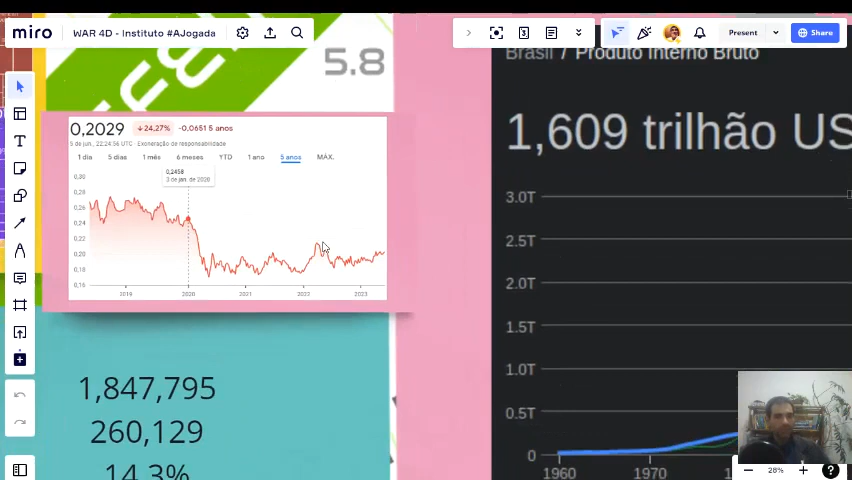 miro
WAR 4D - Instituto #AJogada
Present
Share
5.8
Brasil / Produto Interno Bruto
0,2029 ↓24,27% -0,0651 5 anos
5 de jun., 22:24:56 UTC · Exoneração de responsabilidade
1 dia 5 dias 1 mês 6 meses YTD 1 ano 5 anos MÁX.
0,2458
3 de jan. de 2020
0,30
0,28
0,26
0,24
0,22
0,20
0,18
0,16
2019 2020 2021 2022 2023
1,609 trilhão US
3.0T
2.5T
2.0T
1.5T
1.0T
0.5T
0
1960 1970
1,847,795
260,129
14.3%
28%